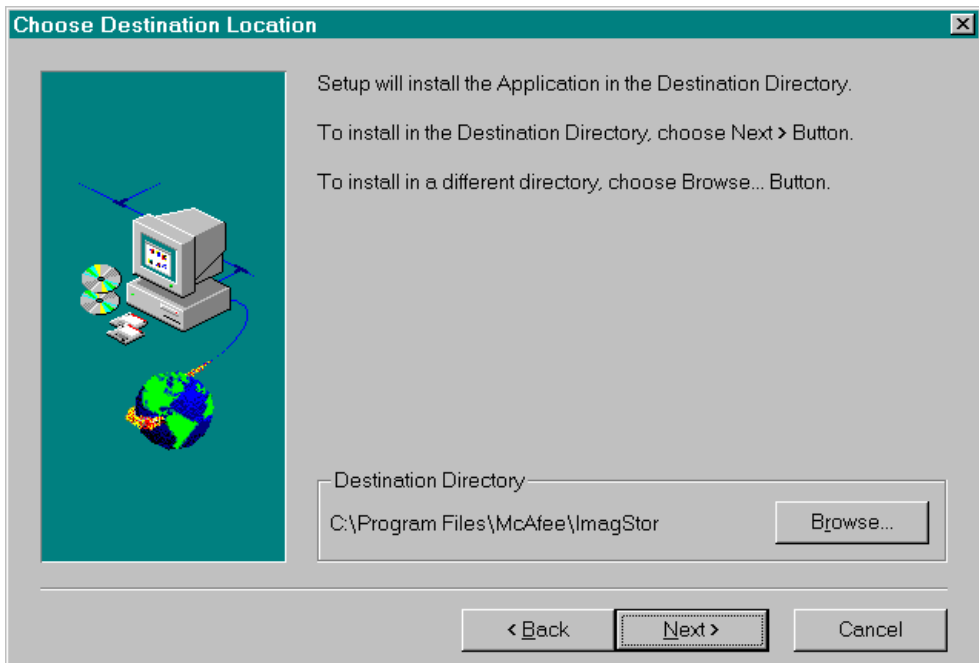 Choose Destination Location
Setup will install the Application in the Destination Directory.
To install in the Destination Directory, choose Next > Button.
To install in a different directory, choose Browse... Button.
Destination Directory
C:\Program Files\McAfee\ImagStor
Browse...
< Back
Next >
Cancel